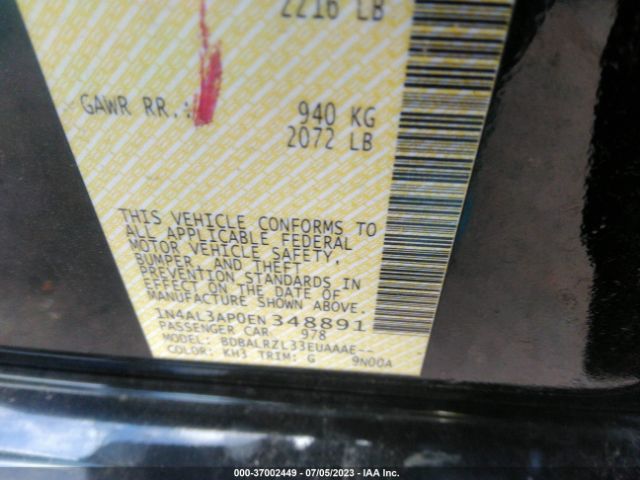 2216 LB
GAWR RR.: 940 KG
2072 LB
THIS VEHICLE CONFORMS TO
ALL APPLICABLE FEDERAL
MOTOR VEHICLE SAFETY,
BUMPER, AND THEFT
PREVENTION STANDARDS IN
EFFECT ON THE DATE OF
MANUFACTURE SHOWN ABOVE.
1N4AL3AP0EN 348891
PASSENGER CAR 978
MODEL: BDBALRZL33EUAAAE--
COLOR: KH3 TRIM: G 9N00A
000-37002449 - 07/05/2023 - IAA Inc.